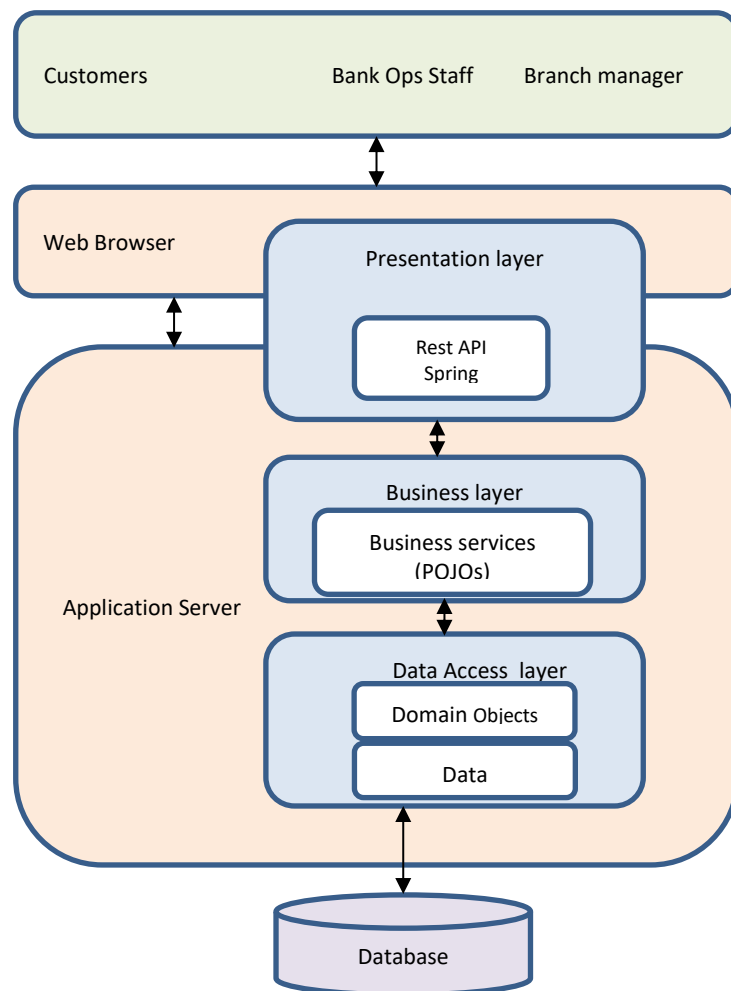 Customers Bank Ops Staff Branch manager
Web Browser
Presentation layer
Rest API
Spring
Business layer
Business services
(POJOs)
Application Server
Data Access layer
Domain Objects
Data
Database